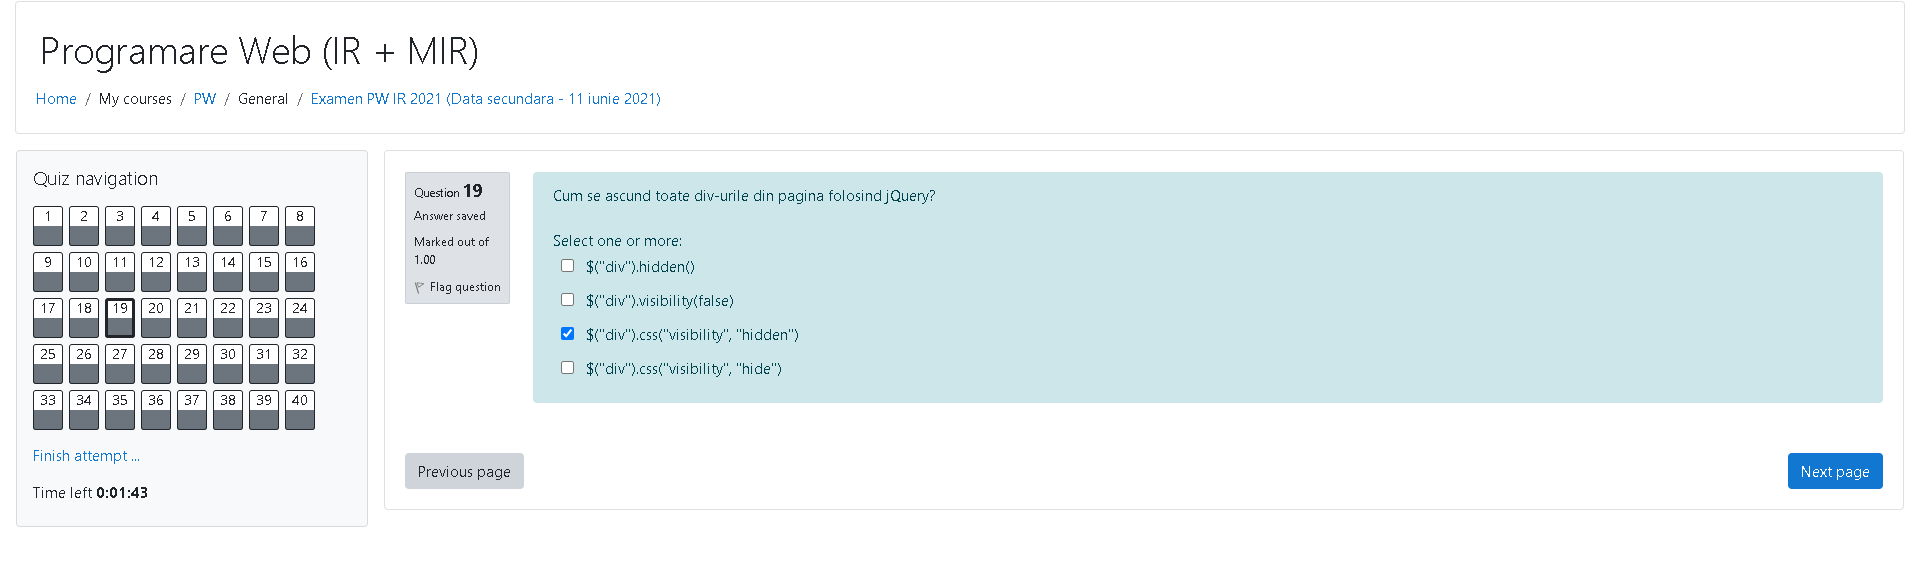 Programare Web (IR + MIR)
Home / My courses / PW / General / Examen PW IR 2021 (Data secundara - 11 iunie 2021)
Quiz navigation
1 2 3 4 5 6 7 8
9 10 11 12 13 14 15 16
17 18 19 20 21 22 23 24
25 26 27 28 29 30 31 32
33 34 35 36 37 38 39 40
Finish attempt ...
Time left 0:01:43
Question 19
Answer saved
Marked out of
1.00
Flag question
Cum se ascund toate div-urile din pagina folosind jQuery?
Select one or more:
$("div").hidden()
$("div").visibility(false)
$("div").css("visibility", "hidden")
$("div").css("visibility", "hide")
Previous page
Next page